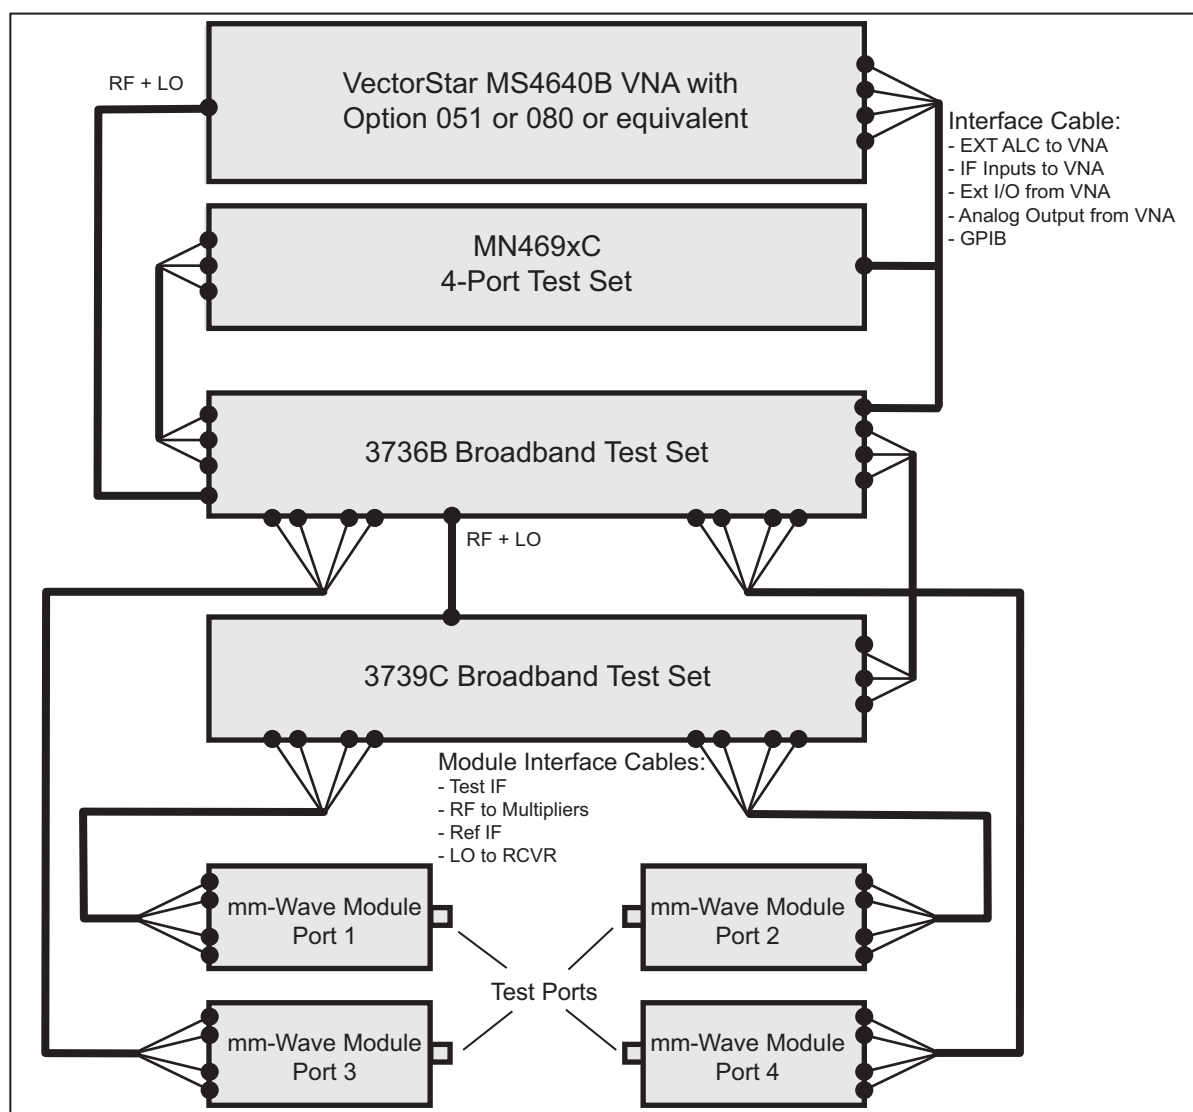 RF + LO
VectorStar MS4640B VNA with
Option 051 or 080 or equivalent
Interface Cable:
- EXT ALC to VNA
- IF Inputs to VNA
- Ext I/O from VNA
- Analog Output from VNA
- GPIB
MN469xC
4-Port Test Set
3736B Broadband Test Set
RF + LO
3739C Broadband Test Set
Module Interface Cables:
- Test IF
- RF to Multipliers
- Ref IF
- LO to RCVR
mm-Wave Module
Port 1
mm-Wave Module
Port 2
Test Ports
mm-Wave Module
Port 3
mm-Wave Module
Port 4